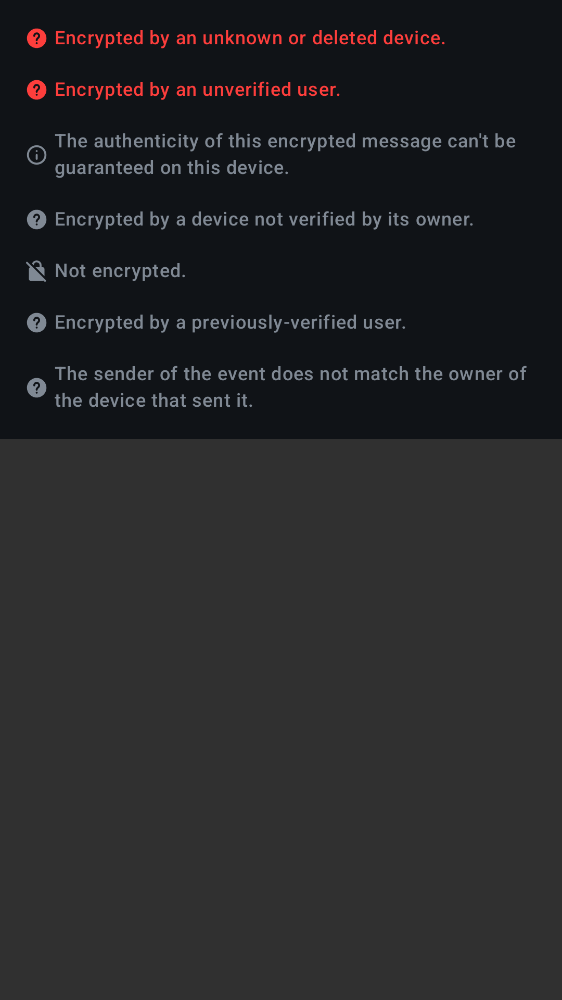 Encrypted by an unknown or deleted device.
Encrypted by an unverified user.
The authenticity of this encrypted message can't be
guaranteed on this device.
Encrypted by a device not verified by its owner.
Not encrypted.
Encrypted by a previously-verified user.
The sender of the event does not match the owner of
the device that sent it.